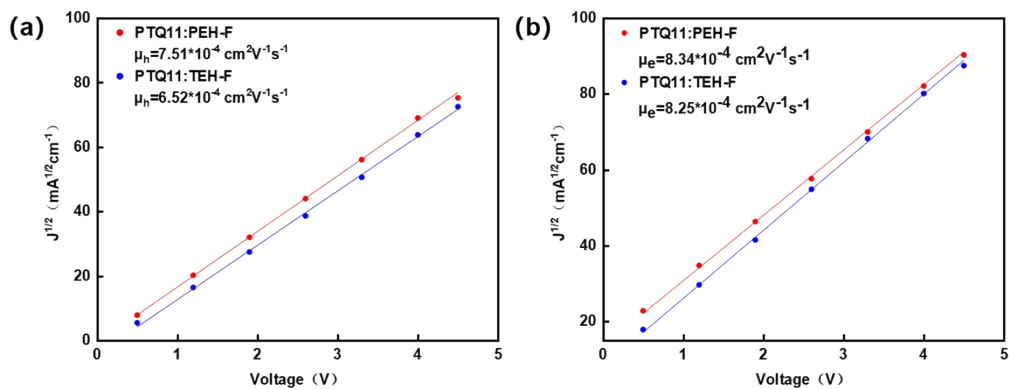 (a)
100
80
60
40
20
0
J1/2（mA1/2cm-1）
PTQ11:PEH-F
μh=7.51*10-4 cm2V-1s-1
PTQ11:TEH-F
μh=6.52*10-4 cm2V-1s-1
0 1 2 3 4 5
Voltage（V）
(b)
100
80
60
40
20
J1/2（mA1/2cm-1）
PTQ11:PEH-F
μe=8.34*10-4 cm2V-1s-1
PTQ11:TEH-F
μe=8.25*10-4 cm2V-1s-1
0 1 2 3 4 5
Voltage（V）